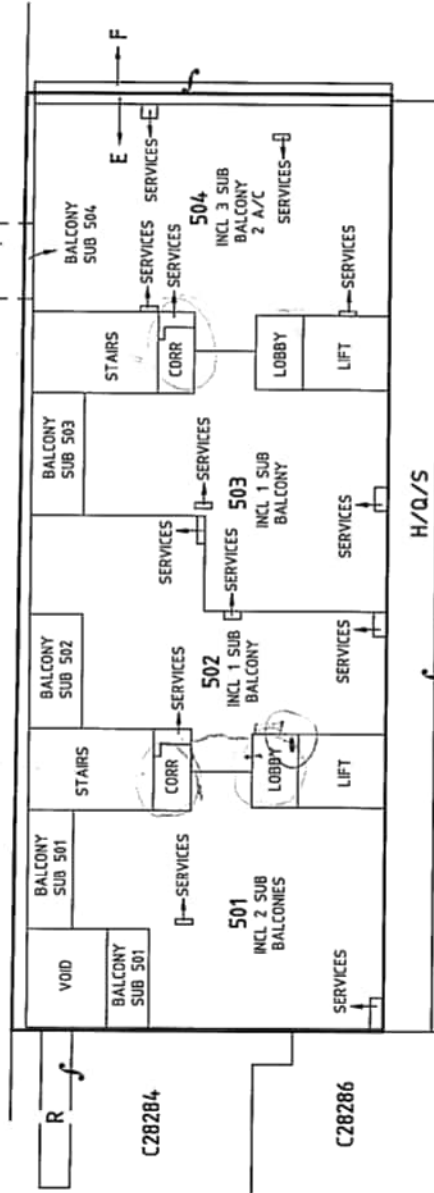 BALCONY
SUB 504
E
F
SERVICES
SERVICES
SERVICES
504
INCL 3 SUB
BALCONY
2 A/C
SERVICES
SERVICES
STAIRS
CORR
LOBBY
LIFT
BALCONY
SUB 503
SERVICES
503
INCL 1 SUB
BALCONY
SERVICES
SERVICES
SERVICES
BALCONY
SUB 502
SERVICES
502
INCL 1 SUB
BALCONY
SERVICES
STAIRS
CORR
LOBBY
LIFT
BALCONY
SUB 501
VOID
BALCONY
SUB 501
SERVICES
501
INCL 2 SUB
BALCONIES
SERVICES
R
C28284
C28286
H/Q/S